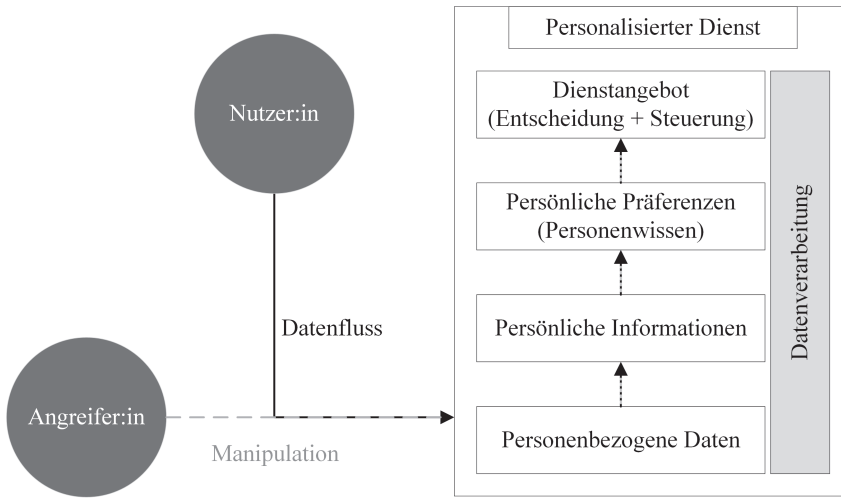 Personalisierter Dienst
Nutzer:in
Dienstangebot
(Entscheidung + Steuerung)
Persönliche Präferenzen
(Personenwissen)
Datenverarbeitung
Datenfluss
Persönliche Informationen
Angreifer:in
Manipulation
Personenbezogene Daten